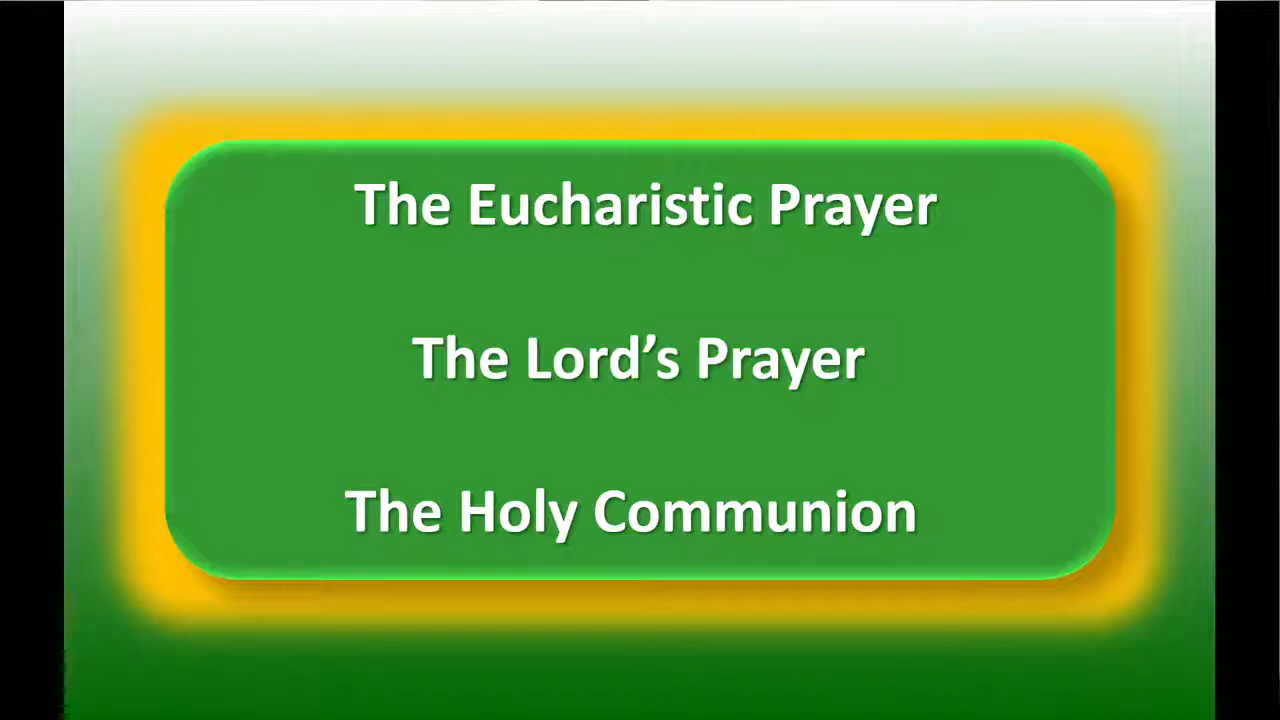 The Eucharistic Prayer
The Lord’s Prayer
The Holy Communion